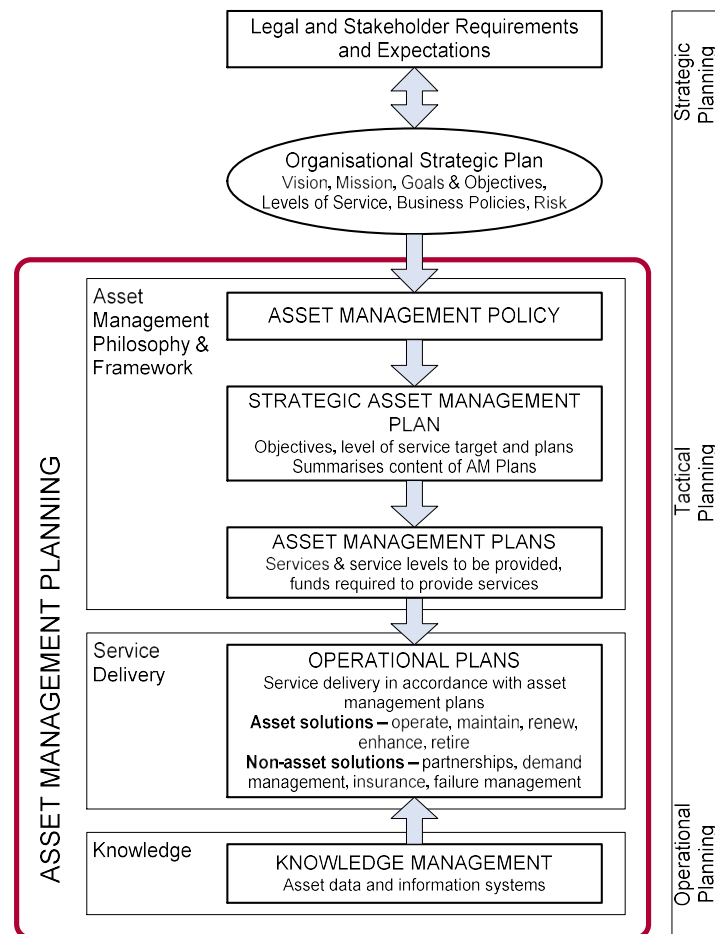 Legal and Stakeholder Requirements
and Expectations
Strategic
Planning
Organisational Strategic Plan
Vision, Mission, Goals & Objectives,
Levels of Service, Business Policies, Risk
ASSET MANAGEMENT PLANNING
Asset
Management
Philosophy &
Framework
ASSET MANAGEMENT POLICY
STRATEGIC ASSET MANAGEMENT
PLAN
Objectives, level of service target and plans
Summarises content of AM Plans
Tactical
Planning
ASSET MANAGEMENT PLANS
Services & service levels to be provided,
funds required to provide services
Service
Delivery
OPERATIONAL PLANS
Service delivery in accordance with asset
management plans
Asset solutions – operate, maintain, renew,
enhance, retire
Non-asset solutions – partnerships, demand
management, insurance, failure management
Operational
Planning
Knowledge
KNOWLEDGE MANAGEMENT
Asset data and information systems